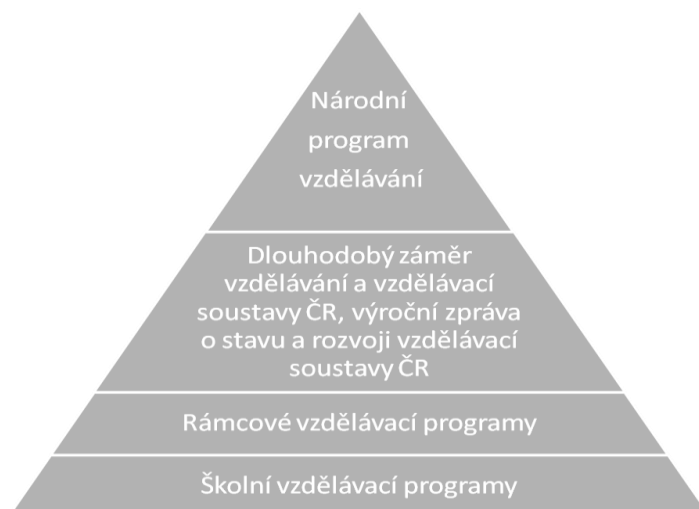 Národní
program
vzdělávání
Dlouhodobý záměr
vzdělávání a vzdělávací
soustavy ČR, výroční zpráva
o stavu a rozvoji vzdělávací
soustavy ČR
Rámcové vzdělávací programy
Školní vzdělávací programy